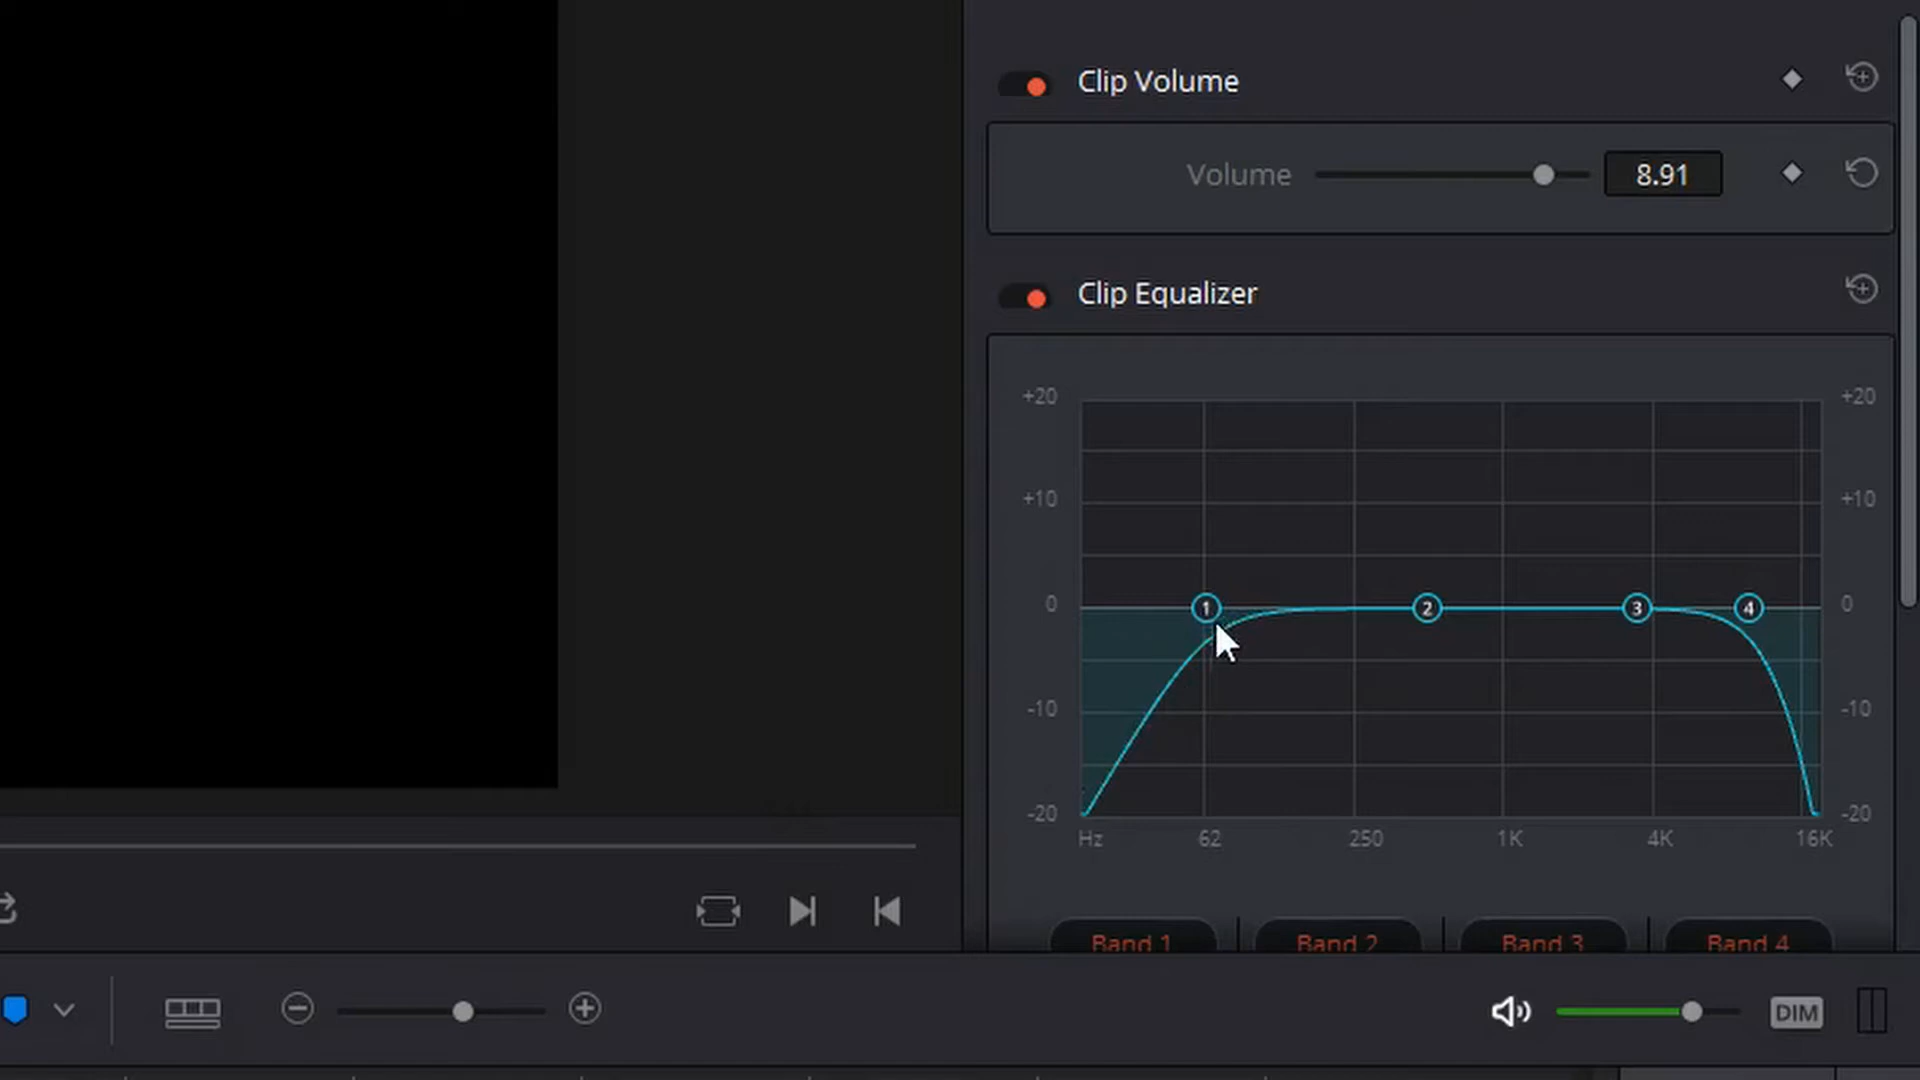 Clip Volume
Volume 8.91
Clip Equalizer
+20 +20
+10 +10
0 1 2 3 4 0
-10 -10
-20 -20
Hz 62 250 1K 4K 16K
Band 1 Band 2 Band 3 Band 4
DIM